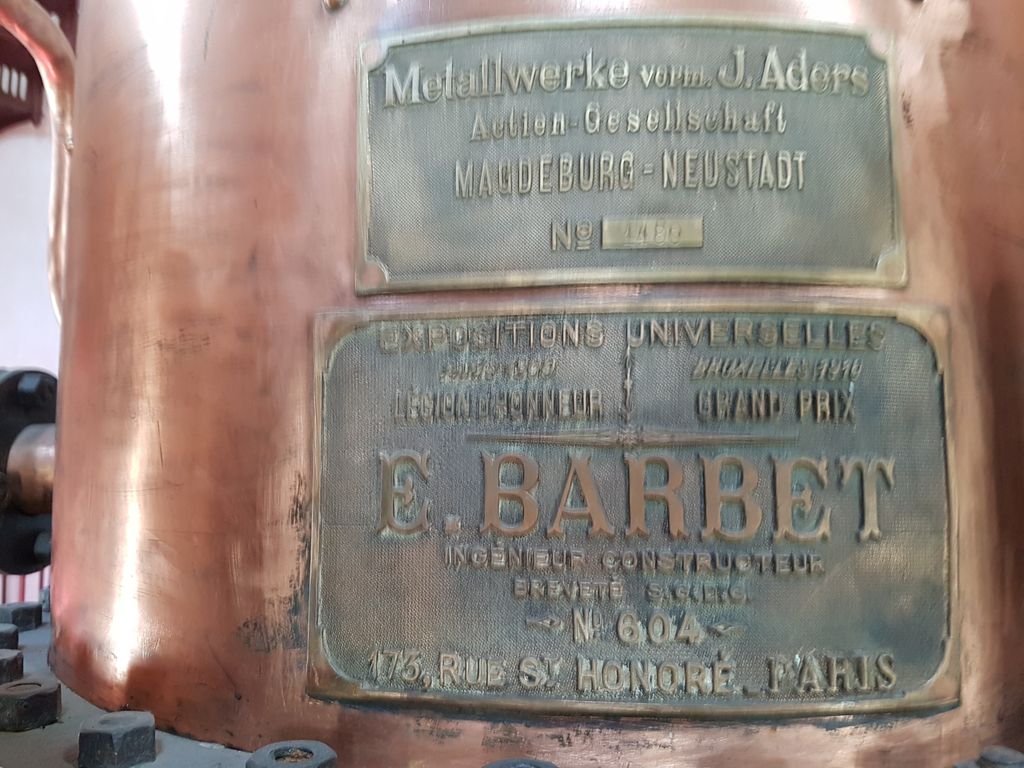 Metallwerke vorm. J. Aders
Actien-Gesellschaft
MAGDEBURG-NEUSTADT
No
EXPOSITIONS UNIVERSELLES
BRUXELLES 1910
LÉGION D'HONNEUR GRAND PRIX
E. BARBET
INGÉNIEUR CONSTRUCTEUR
BREVETÉ S.G.D.G.
No 604
173, RUE ST HONORÉ. PARIS